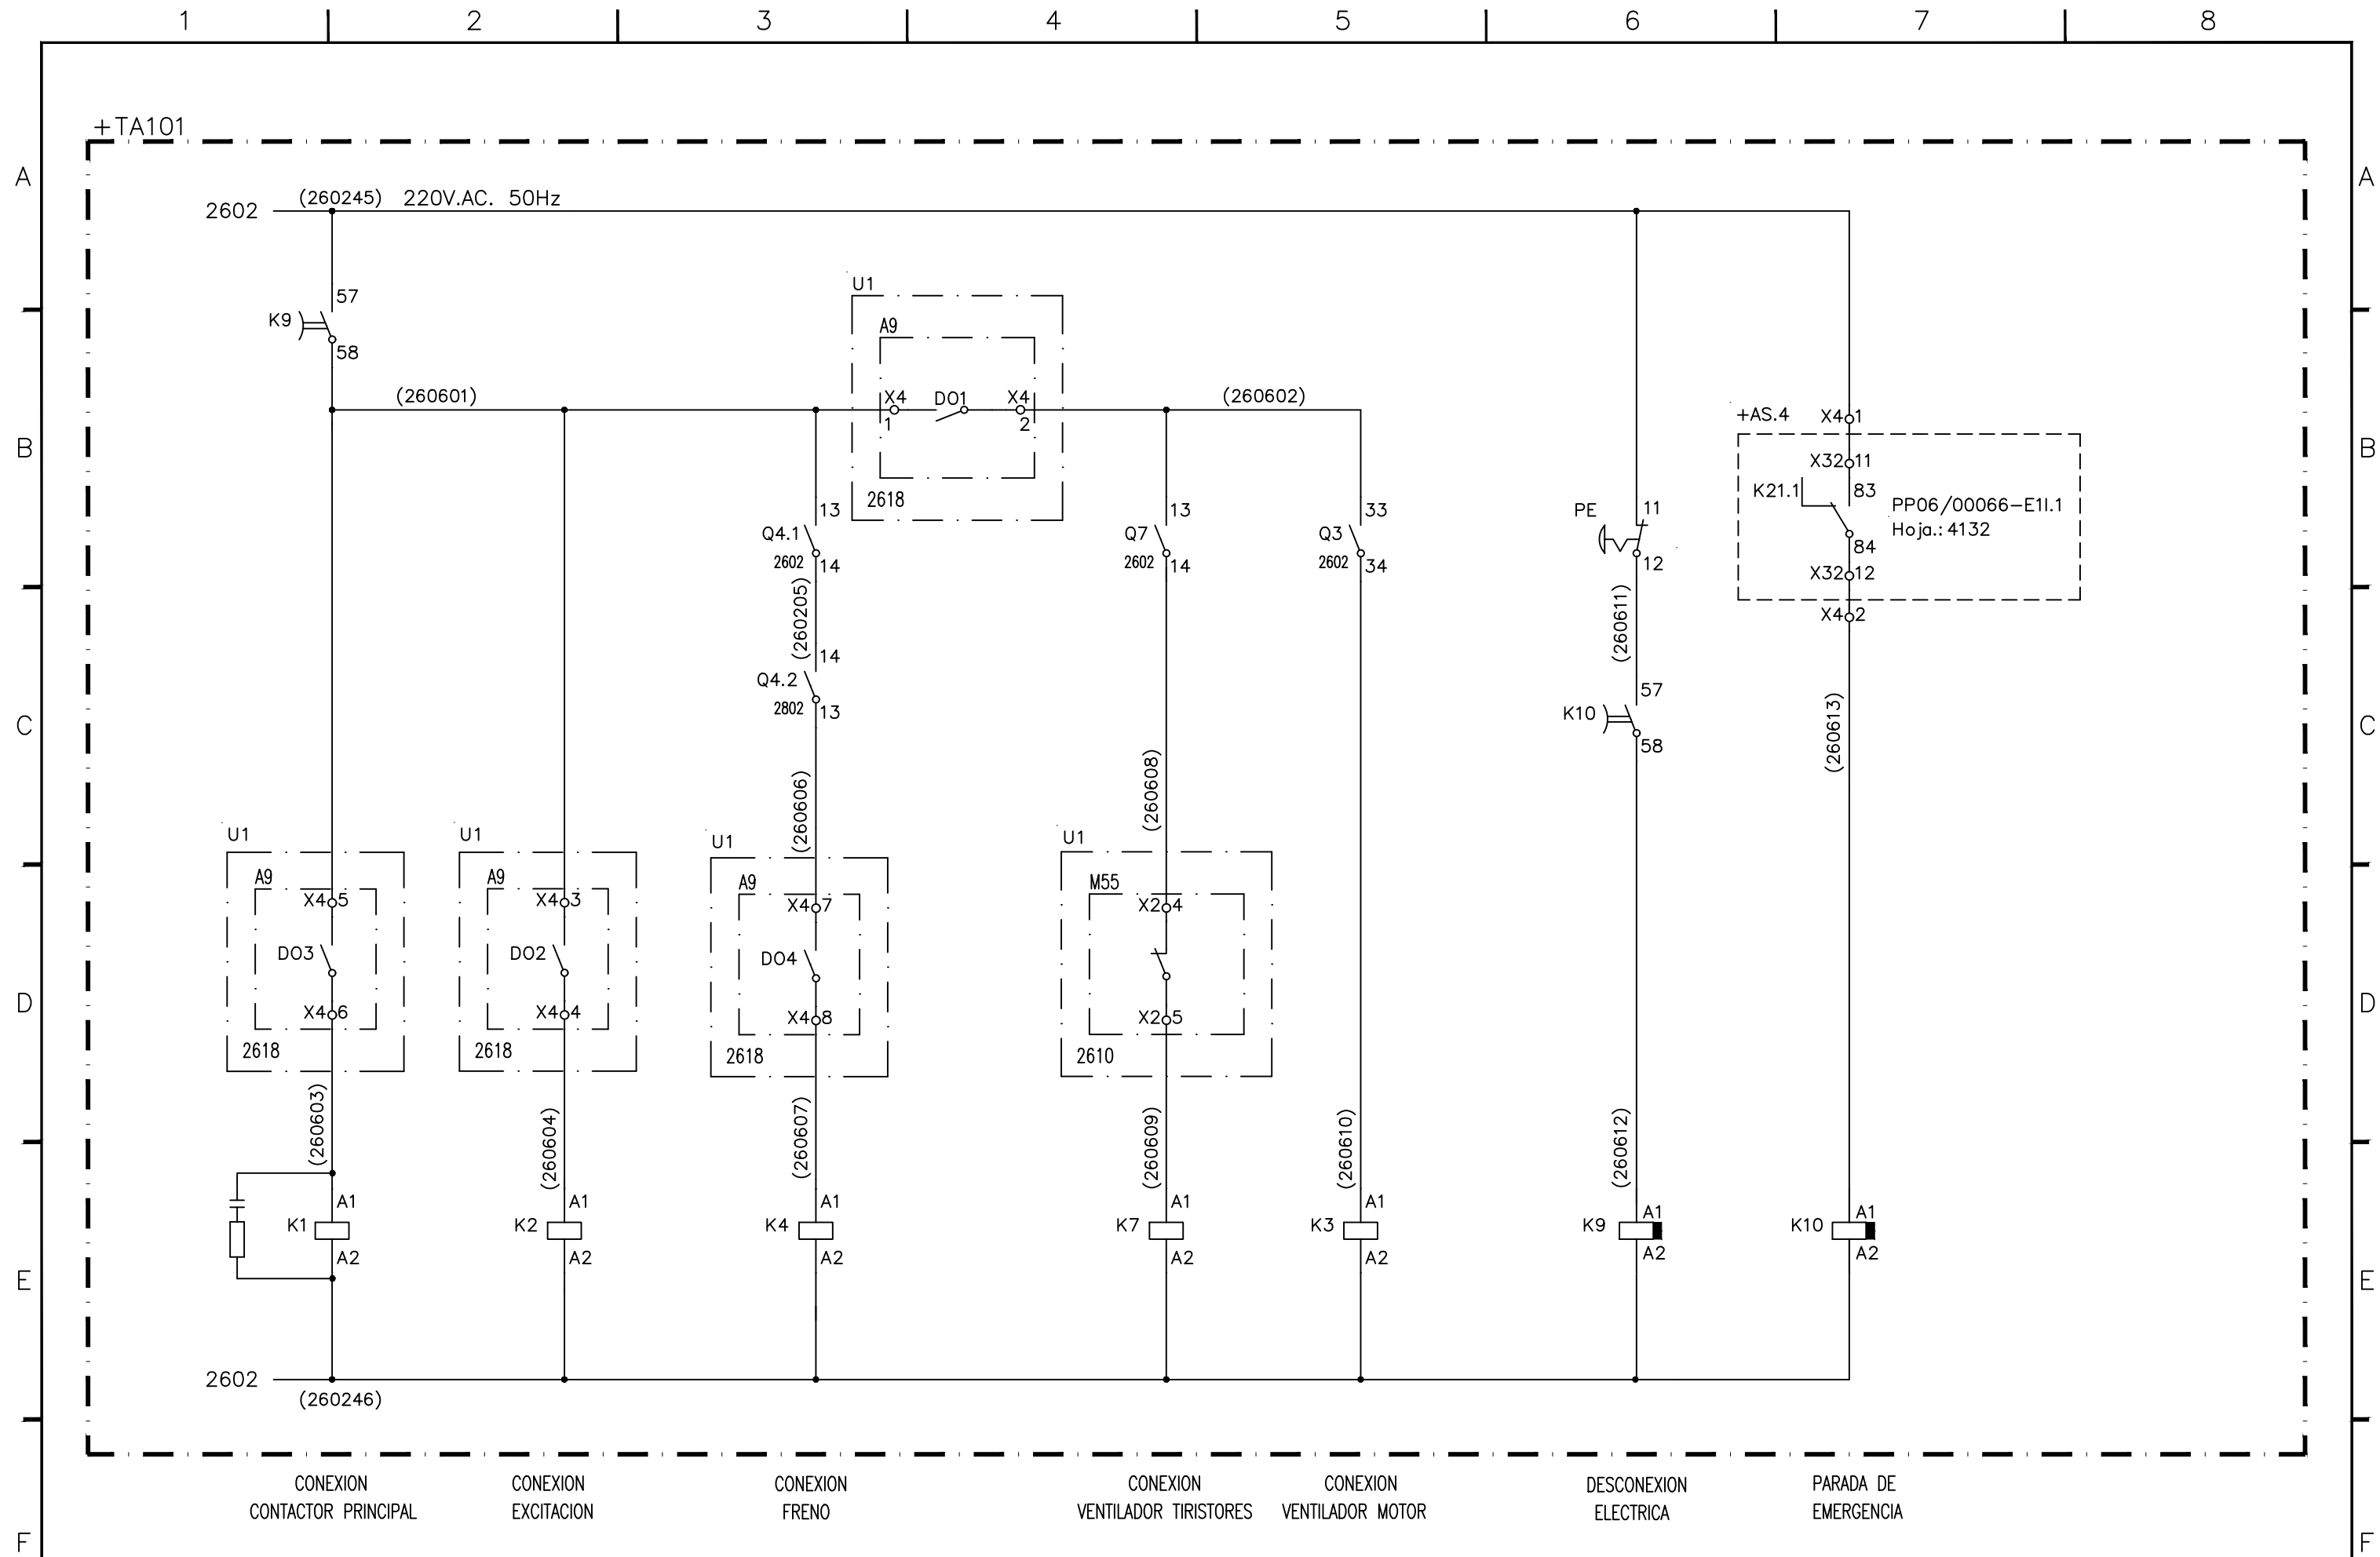 1 2 3 4 5 6 7 8
+TA101
A A
2602 (260245) 220V.AC. 50Hz
57
K9
58
(260601)
U1
A9
X4 DO1 X4
1 2
2618
(260602)
+AS.4 X4 1
B B
X32 11
K21.1 83
PP06/00066-E1I.1
Hoja.: 4132
84
X32 12
X4 2
13
Q4.1
2602 14
(260205)
14
Q4.2
2802 13
(260606)
13
Q7
2602 14
(260608)
33
Q3
2602 34
11
PE
12
(260611)
57
K10
58
(260613)
C C
U1
A9
X4 5
DO3
X4 6
2618
(260603)
U1
A9
X4 3
DO2
X4 4
2618
(260604)
U1
A9
X4 7
DO4
X4 8
2618
(260607)
U1
M55
X2 4
X2 5
2610
(260609)
(260610)
(260612)
D D
A1
K1
A2
A1
K2
A2
A1
K4
A2
A1
K7
A2
A1
K3
A2
A1
K9
A2
A1
K10
A2
E E
2602
(260246)
CONEXION
CONTACTOR PRINCIPAL
CONEXION
EXCITACION
CONEXION
FRENO
CONEXION
VENTILADOR TIRISTORES
CONEXION
VENTILADOR MOTOR
DESCONEXION
ELECTRICA
PARADA DE
EMERGENCIA
F F